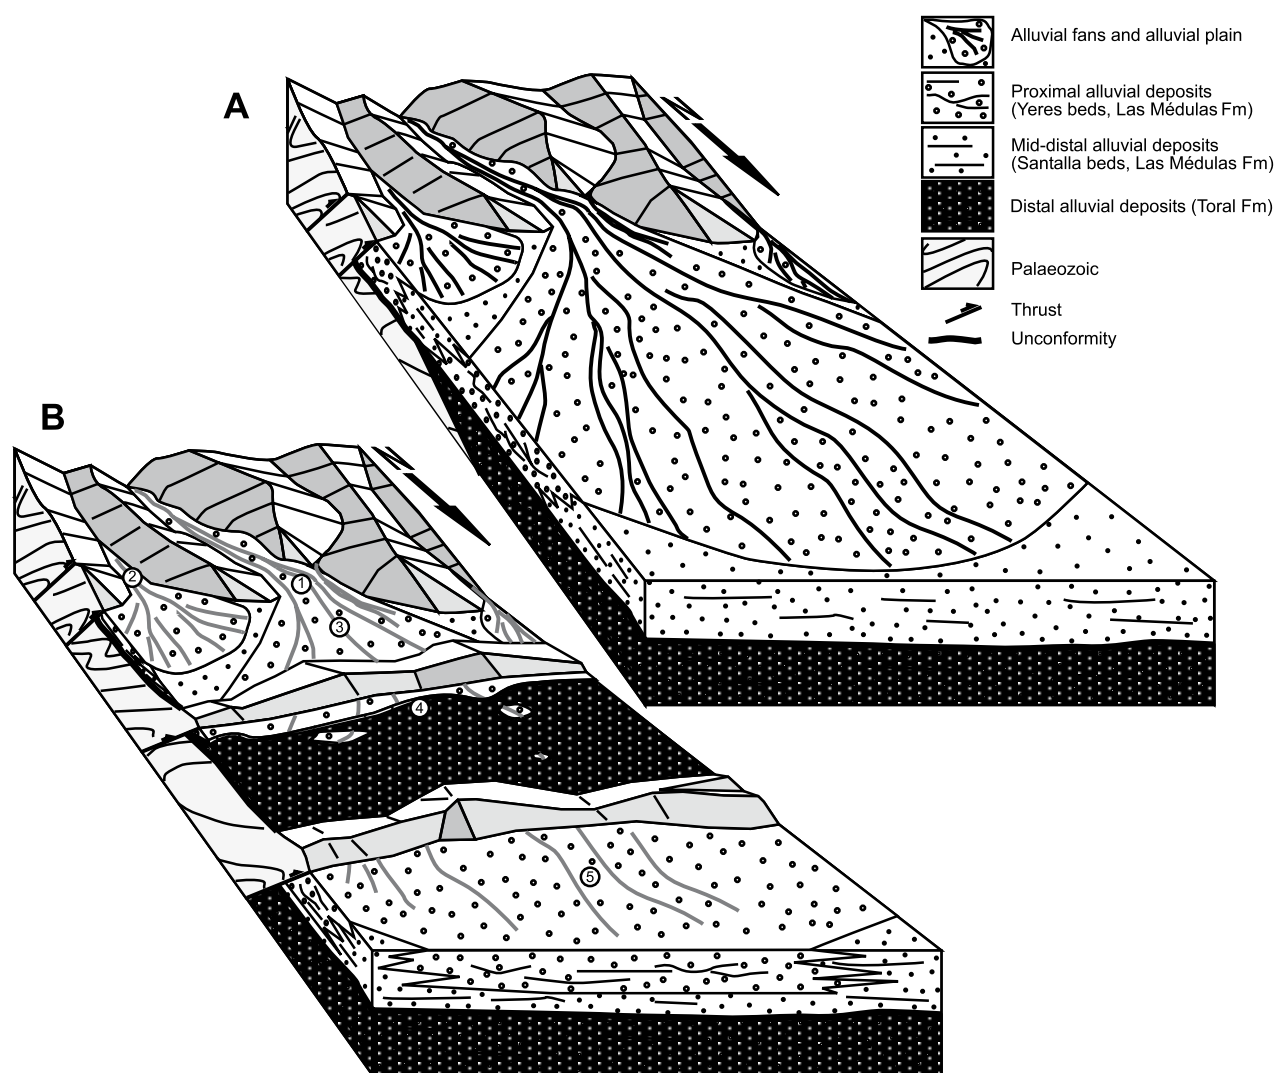 A
Alluvial fans and alluvial plain
Proximal alluvial deposits
(Yeres beds, Las Médulas Fm)
Mid-distal alluvial deposits
(Santalla beds, Las Médulas Fm)
Distal alluvial deposits (Toral Fm)
Palaeozoic
Thrust
Unconformity
B
2
1
3
4
5